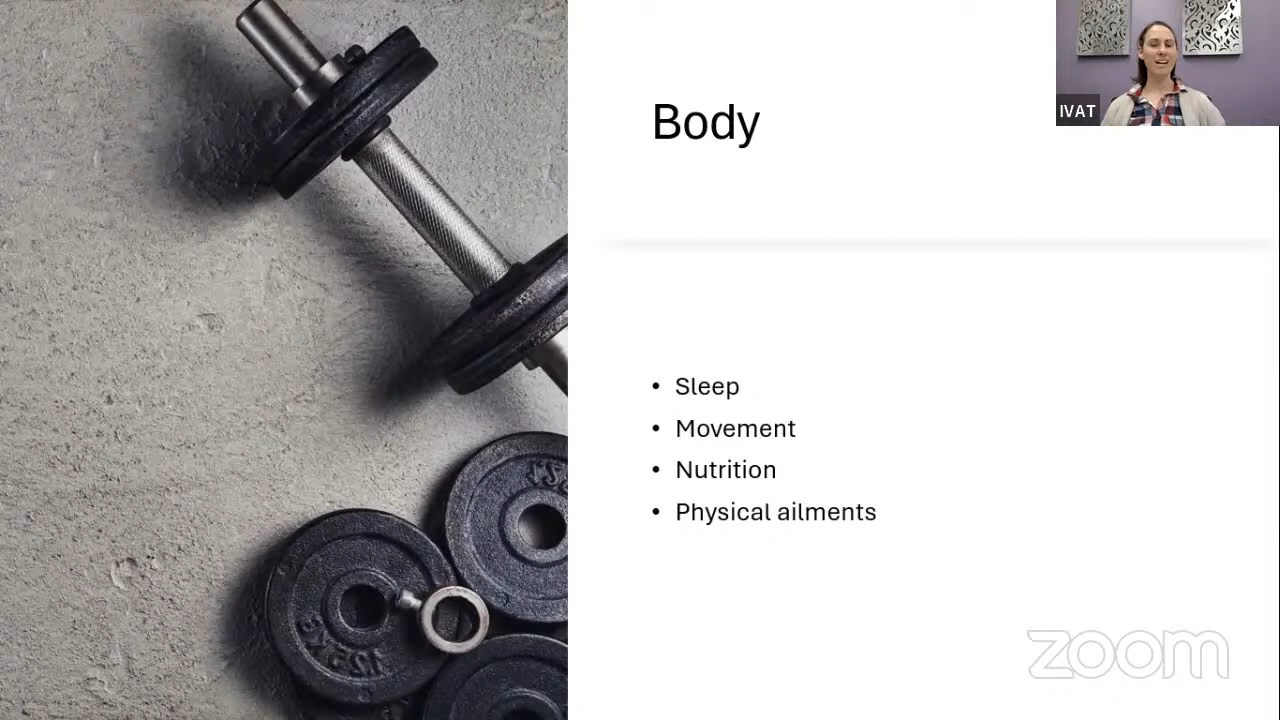 Body
IVAT
• Sleep
• Movement
• Nutrition
• Physical ailments
zoom